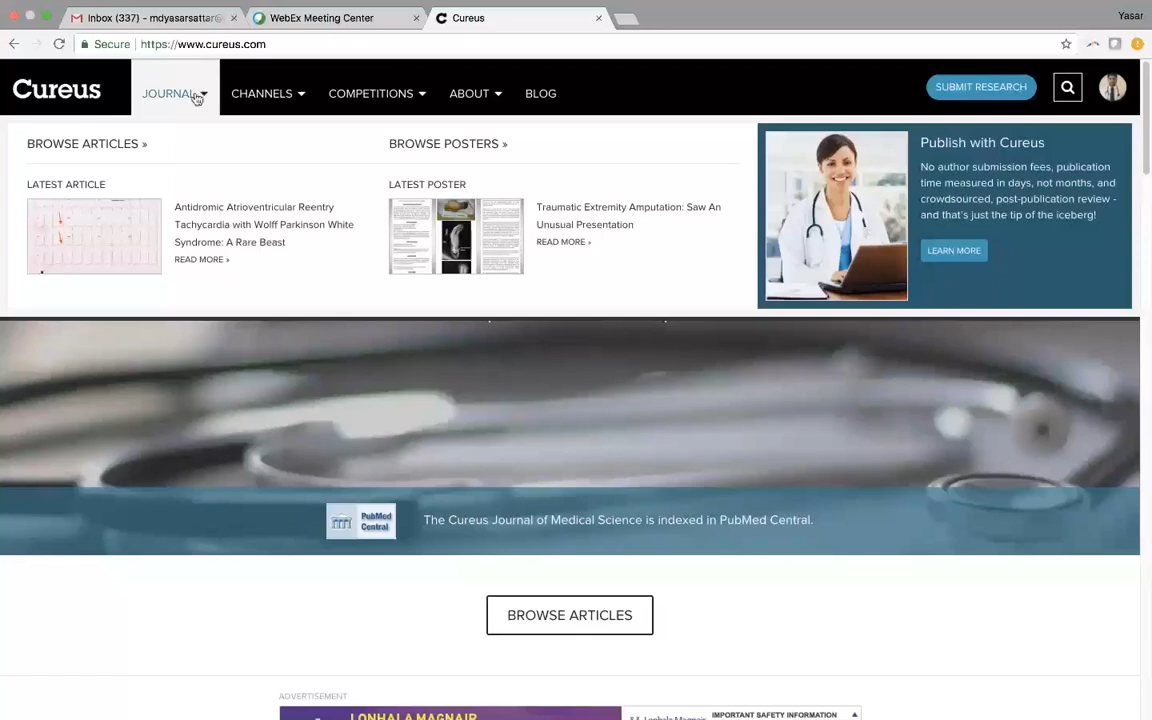 Inbox (337) - mdyasarsattar@
WebEx Meeting Center
Cureus
Yasar
Secure
https://www.cureus.com
Cureus
JOURNAL
CHANNELS
COMPETITIONS
ABOUT
BLOG
SUBMIT RESEARCH
BROWSE ARTICLES »
BROWSE POSTERS »
LATEST ARTICLE
Antidromic Atrioventricular Reentry
Tachycardia with Wolff Parkinson White
Syndrome: A Rare Beast
READ MORE »
LATEST POSTER
Traumatic Extremity Amputation: Saw An
Unusual Presentation
READ MORE »
Publish with Cureus
No author submission fees, publication
time measured in days, not months, and
crowdsourced, post-publication review -
and that's just the tip of the iceberg!
LEARN MORE
PubMed
Central
The Cureus Journal of Medical Science is indexed in PubMed Central.
BROWSE ARTICLES
ADVERTISEMENT
LONHALA MAGNAIR
Lonhala Magnair
IMPORTANT SAFETY INFORMATION